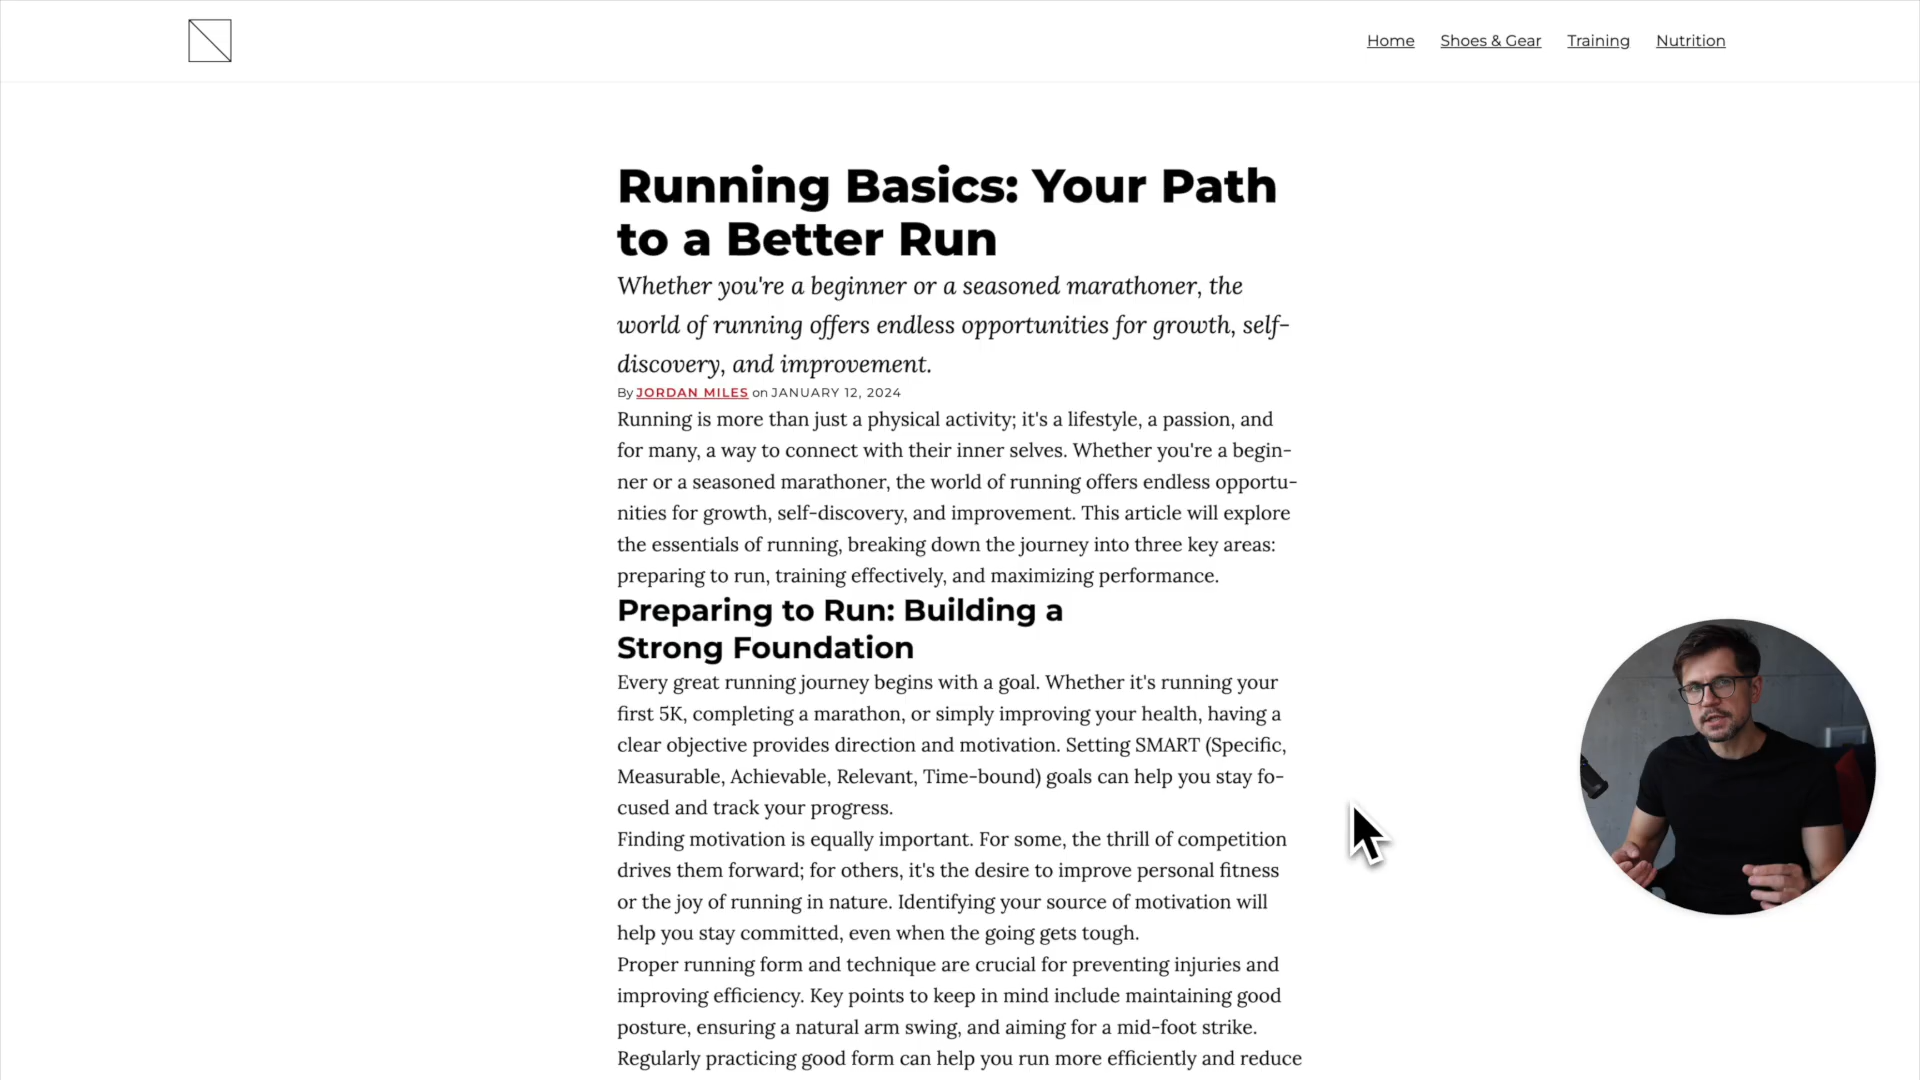 Home Shoes & Gear Training Nutrition
Running Basics: Your Path
to a Better Run
Whether you're a beginner or a seasoned marathoner, the
world of running offers endless opportunities for growth, self-
discovery, and improvement.
By JORDAN MILES on JANUARY 12, 2024
Running is more than just a physical activity; it's a lifestyle, a passion, and
for many, a way to connect with their inner selves. Whether you're a begin-
ner or a seasoned marathoner, the world of running offers endless opportu-
nities for growth, self-discovery, and improvement. This article will explore
the essentials of running, breaking down the journey into three key areas:
preparing to run, training effectively, and maximizing performance.
Preparing to Run: Building a
Strong Foundation
Every great running journey begins with a goal. Whether it's running your
first 5K, completing a marathon, or simply improving your health, having a
clear objective provides direction and motivation. Setting SMART (Specific,
Measurable, Achievable, Relevant, Time-bound) goals can help you stay fo-
cused and track your progress.
Finding motivation is equally important. For some, the thrill of competition
drives them forward; for others, it's the desire to improve personal fitness
or the joy of running in nature. Identifying your source of motivation will
help you stay committed, even when the going gets tough.
Proper running form and technique are crucial for preventing injuries and
improving efficiency. Key points to keep in mind include maintaining good
posture, ensuring a natural arm swing, and aiming for a mid-foot strike.
Regularly practicing good form can help you run more efficiently and reduce